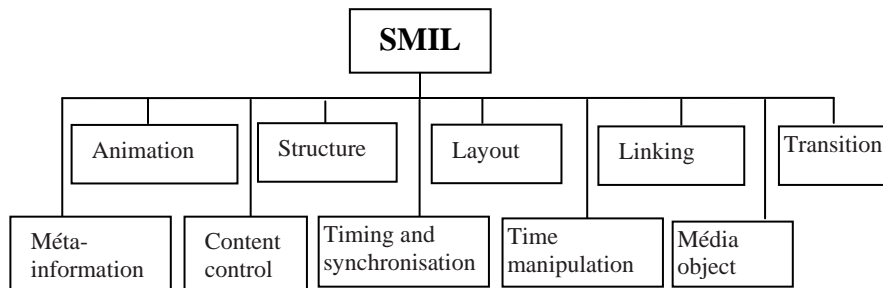 SMIL
Animation
Structure
Layout
Linking
Transition
Méta-
information
Content
control
Timing and
synchronisation
Time
manipulation
Média
object